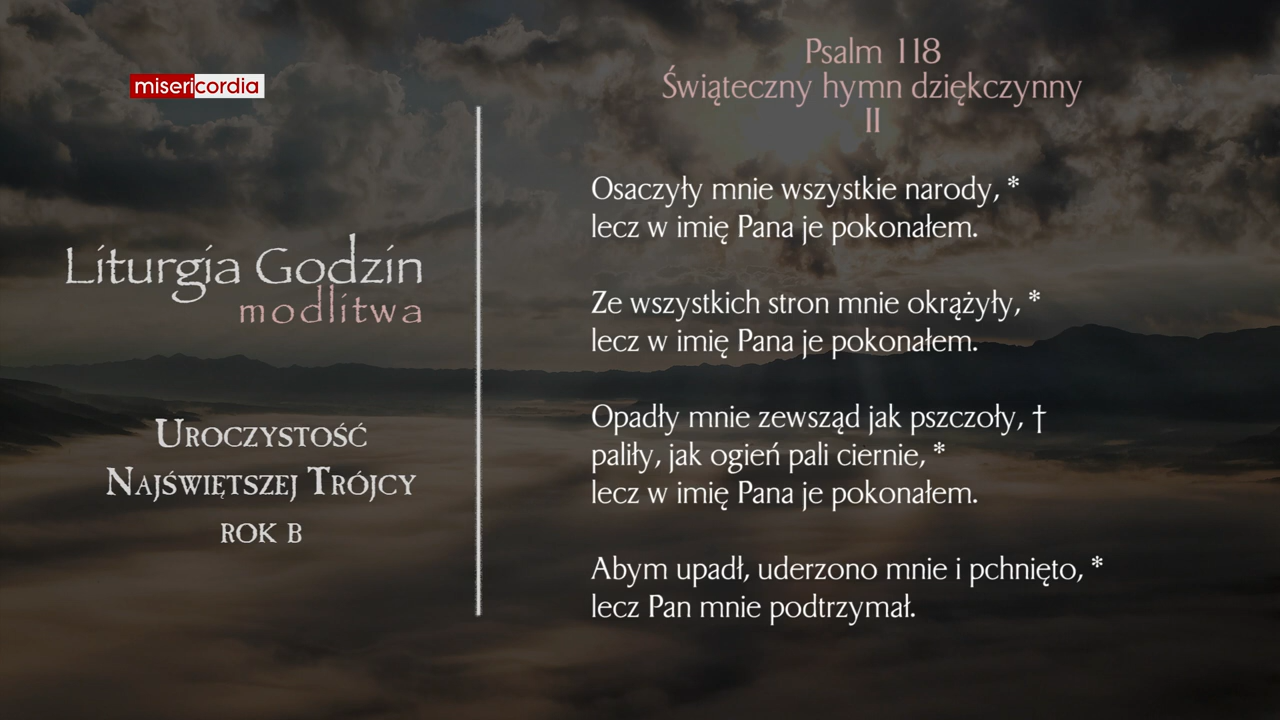 misericordia
Liturgia Godzin
modlitwa
Uroczystość
Najświętszej Trójcy
rok B
Psalm 118
Świąteczny hymn dziękczynny
II
Osaczyły mnie wszystkie narody, *
lecz w imię Pana je pokonałem.
Ze wszystkich stron mnie okrążyły, *
lecz w imię Pana je pokonałem.
Opadły mnie zewsząd jak pszczoły, †
paliły, jak ogień pali ciernie, *
lecz w imię Pana je pokonałem.
Abym upadł, uderzono mnie i pchnięto, *
lecz Pan mnie podtrzymał.